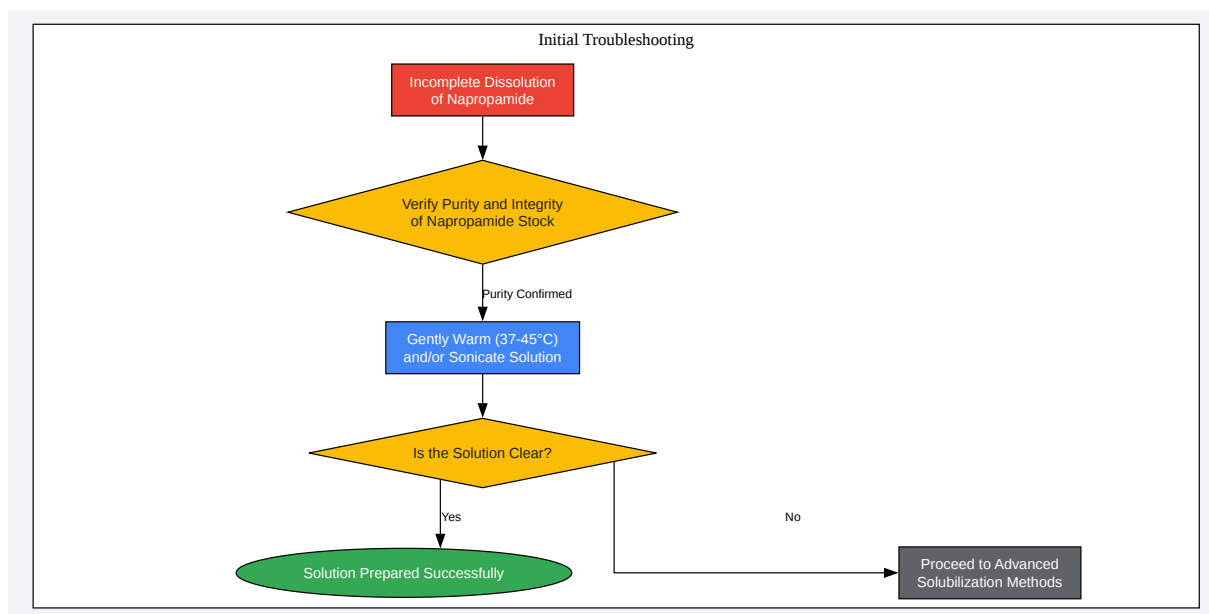 Initial Troubleshooting
Incomplete Dissolution
of Napropamide
Verify Purity and Integrity
of Napropamide Stock
Purity Confirmed
Gently Warm (37-45°C)
and/or Sonicate Solution
Is the Solution Clear?
Yes
No
Solution Prepared Successfully
Proceed to Advanced
Solubilization Methods